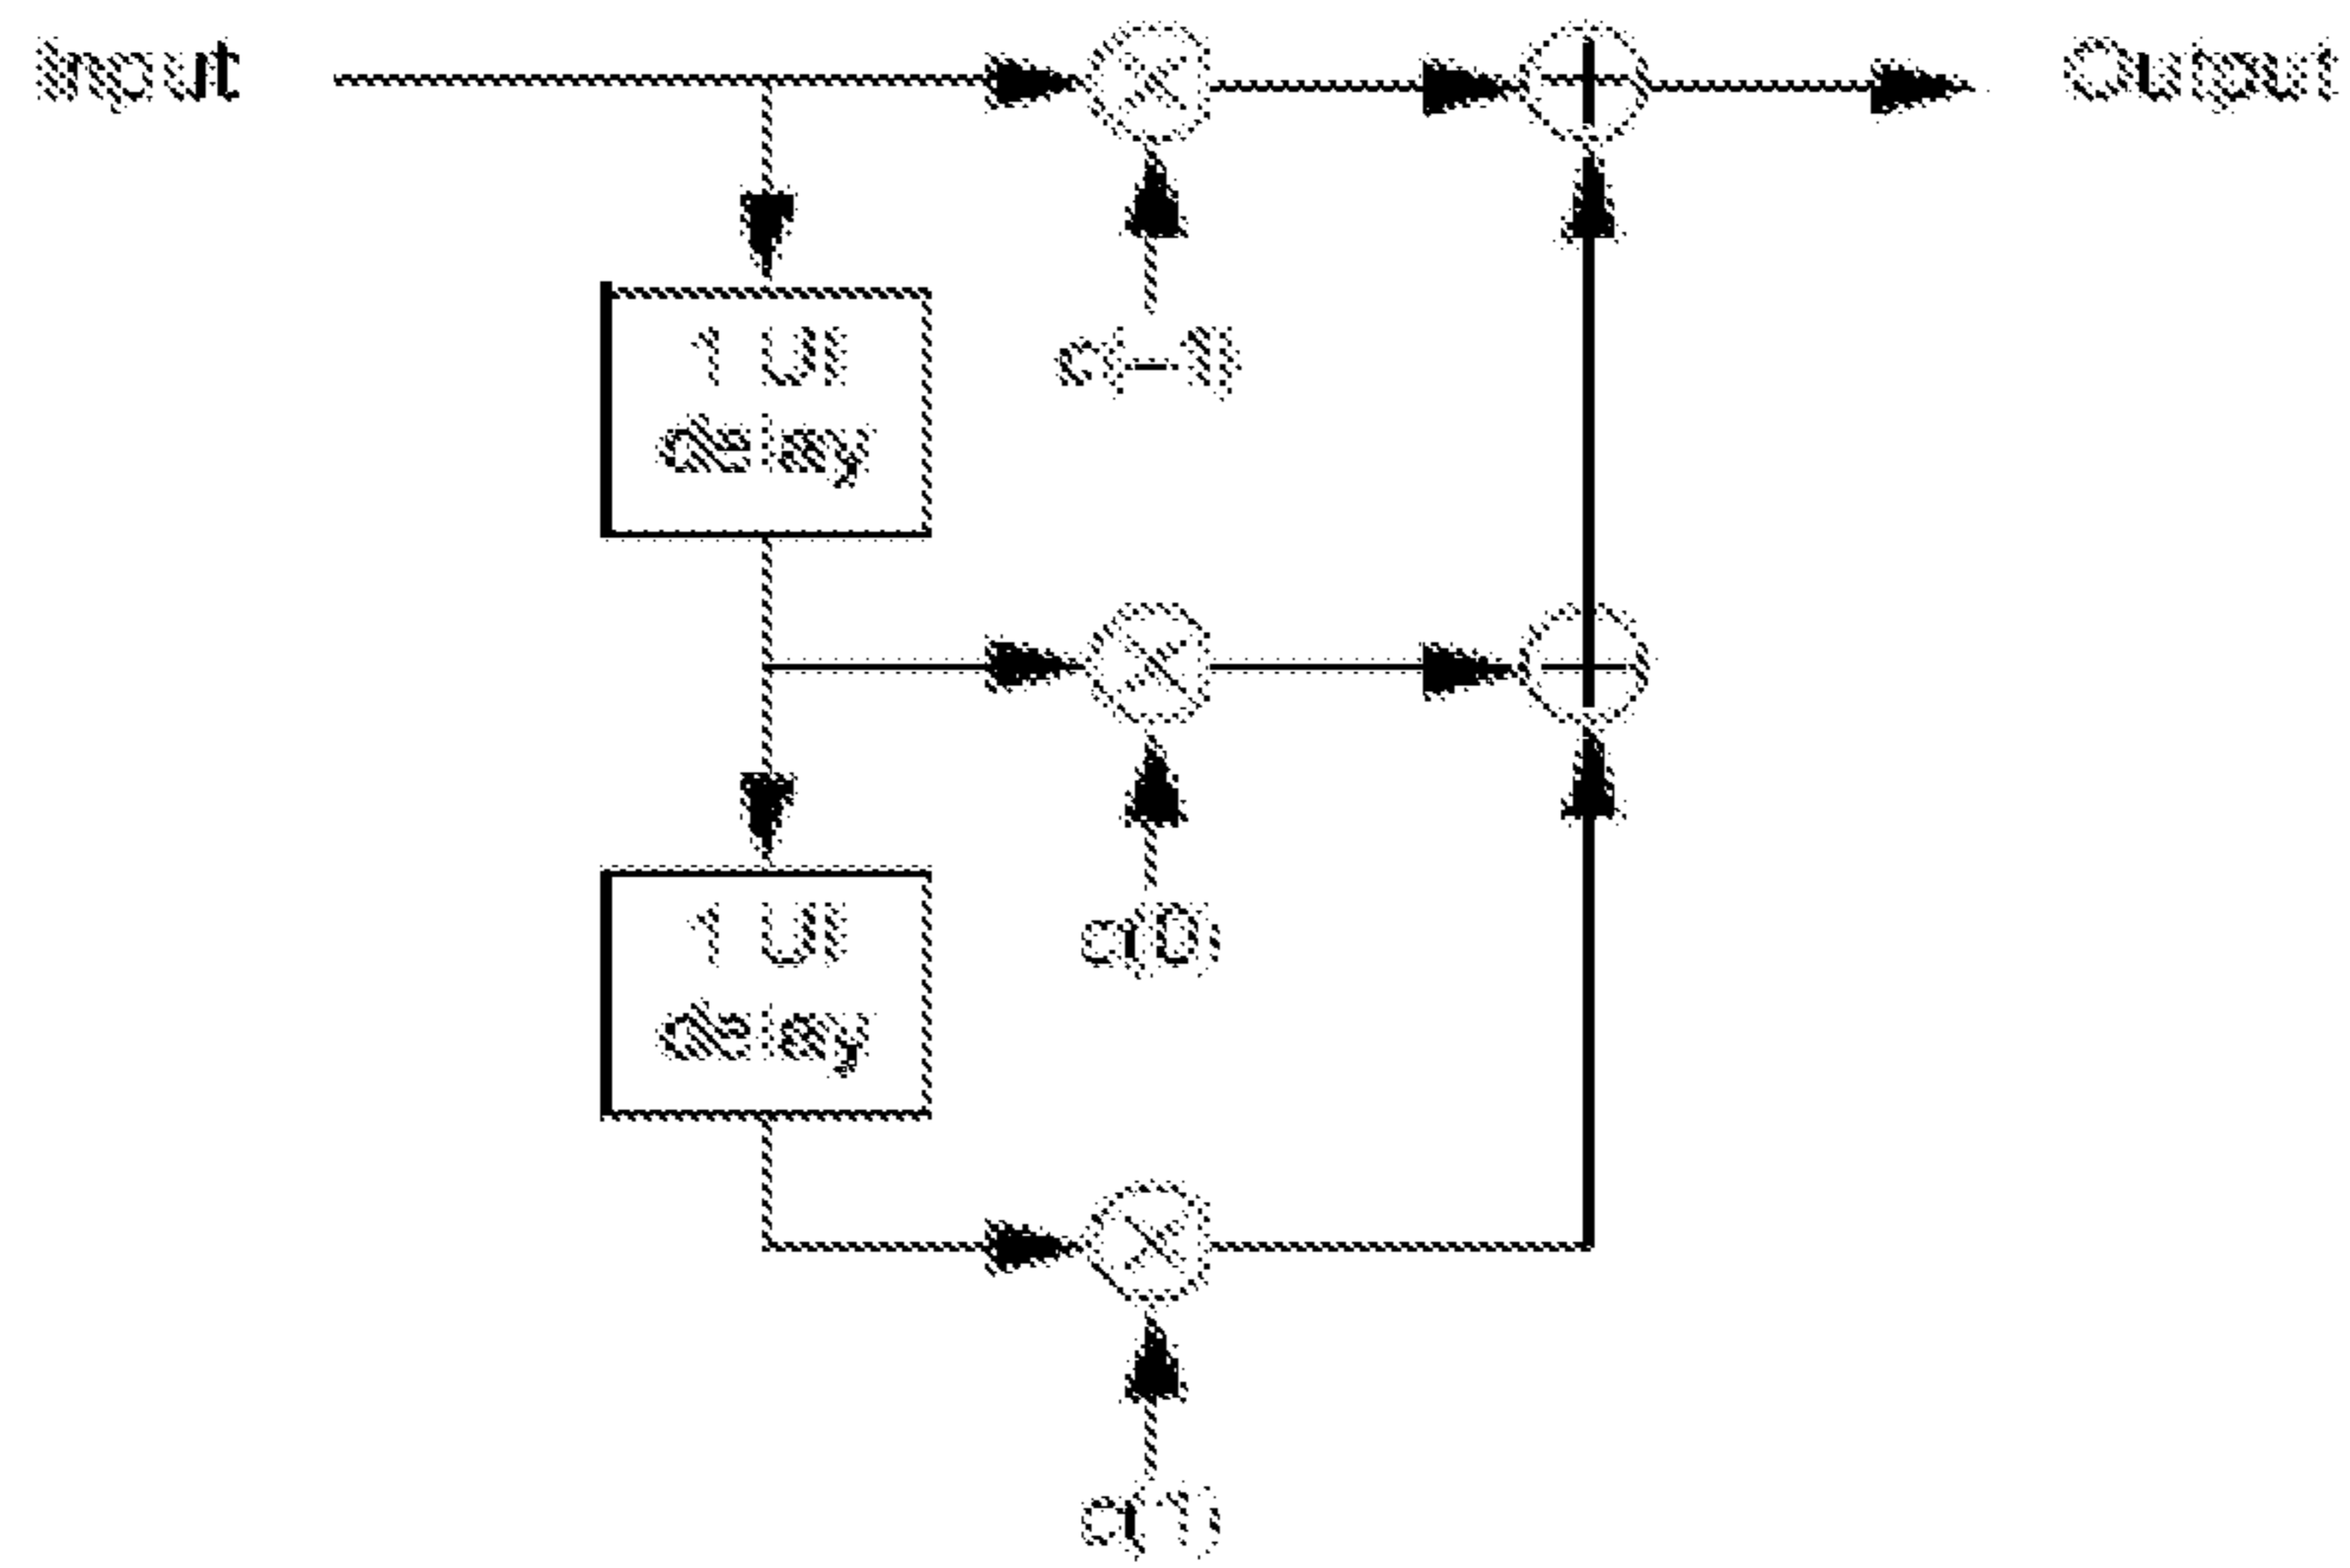 Input
Output
1 UI
delay
c(–1)
1 UI
delay
c(0)
c(1)